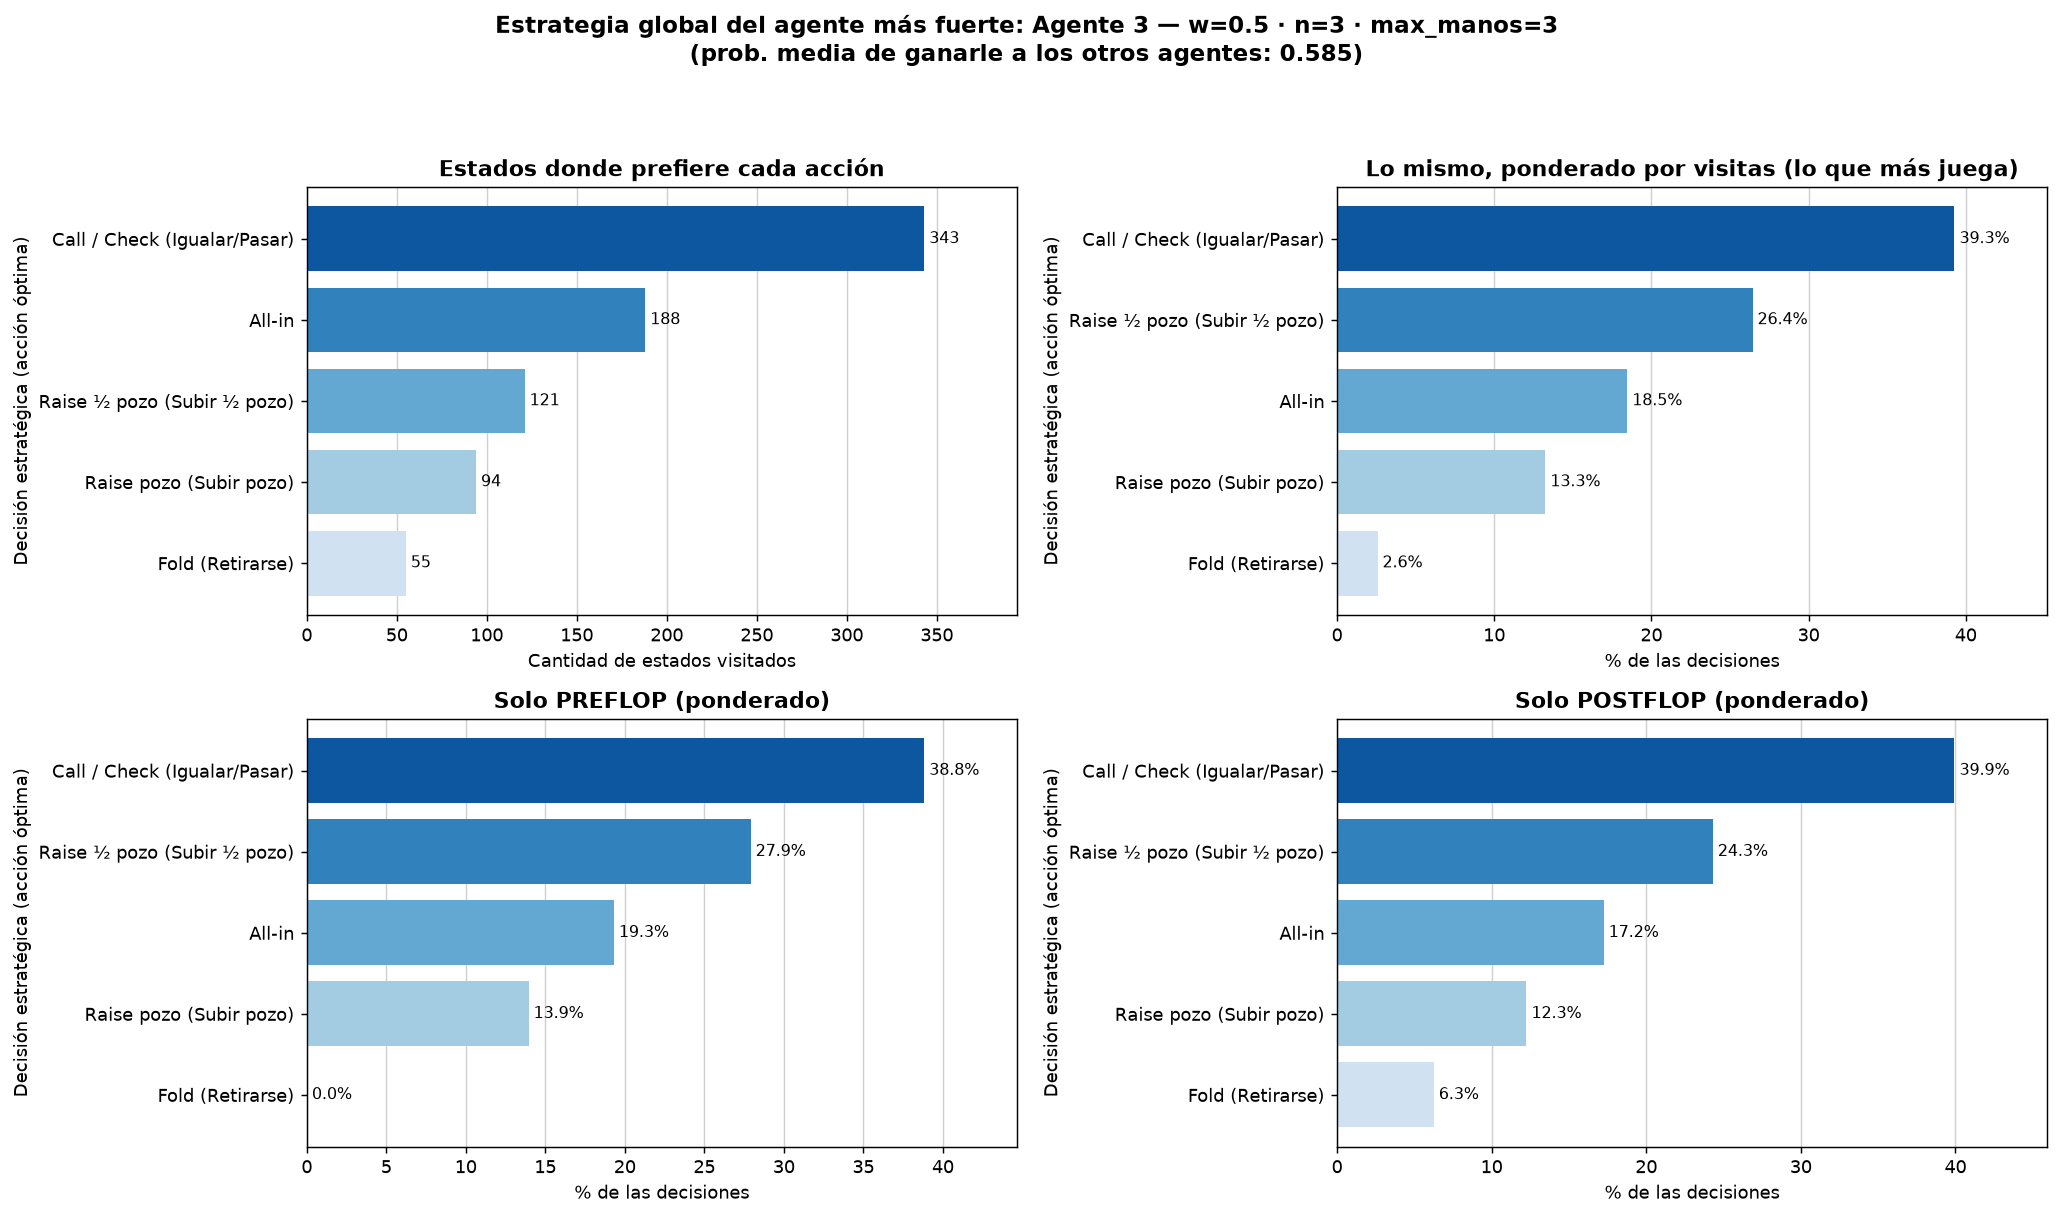 Estrategia global del agente más fuerte: Agente 3 — w=0.5 · n=3 · max_manos=3
(prob. media de ganarle a los otros agentes: 0.585)
Estados donde prefiere cada acción
Decisión estratégica (acción óptima)
Call / Check (Igualar/Pasar)
343
All-in
188
Raise ½ pozo (Subir ½ pozo)
121
Raise pozo (Subir pozo)
94
Fold (Retirarse)
55
0 50 100 150 200 250 300 350
Cantidad de estados visitados
Lo mismo, ponderado por visitas (lo que más juega)
Decisión estratégica (acción óptima)
Call / Check (Igualar/Pasar)
39.3%
Raise ½ pozo (Subir ½ pozo)
26.4%
All-in
18.5%
Raise pozo (Subir pozo)
13.3%
Fold (Retirarse)
2.6%
0 10 20 30 40
% de las decisiones
Solo PREFLOP (ponderado)
Decisión estratégica (acción óptima)
Call / Check (Igualar/Pasar)
38.8%
Raise ½ pozo (Subir ½ pozo)
27.9%
All-in
19.3%
Raise pozo (Subir pozo)
13.9%
Fold (Retirarse)
0.0%
0 5 10 15 20 25 30 35 40
% de las decisiones
Solo POSTFLOP (ponderado)
Decisión estratégica (acción óptima)
Call / Check (Igualar/Pasar)
39.9%
Raise ½ pozo (Subir ½ pozo)
24.3%
All-in
17.2%
Raise pozo (Subir pozo)
12.3%
Fold (Retirarse)
6.3%
0 10 20 30 40
% de las decisiones